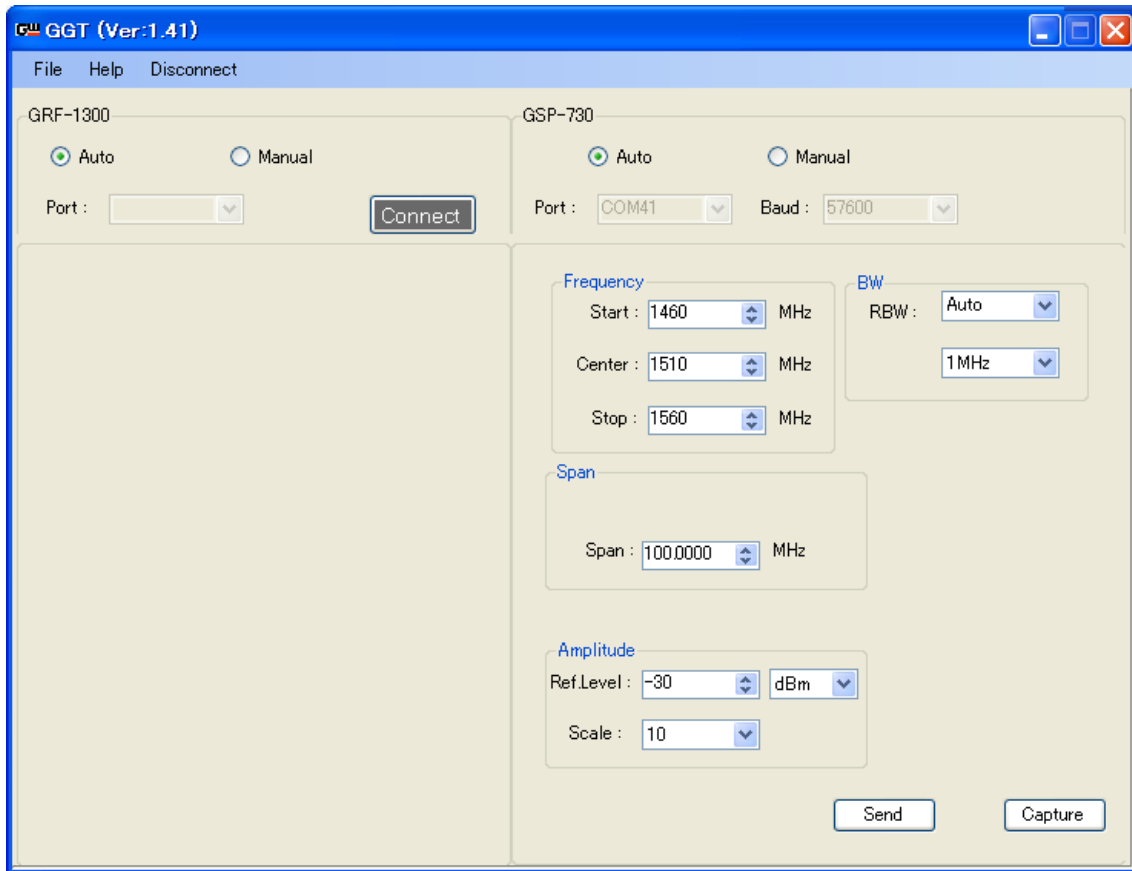 GW GGT (Ver:1.41)
File Help Disconnect
GRF-1300
Auto Manual
Port :
Connect
GSP-730
Auto Manual
Port : COM41 Baud : 57600
Frequency
Start : 1460 MHz
Center : 1510 MHz
Stop : 1560 MHz
BW
RBW : Auto
1MHz
Span
Span : 100.0000 MHz
Amplitude
Ref.Level : -30 dBm
Scale : 10
Send Capture